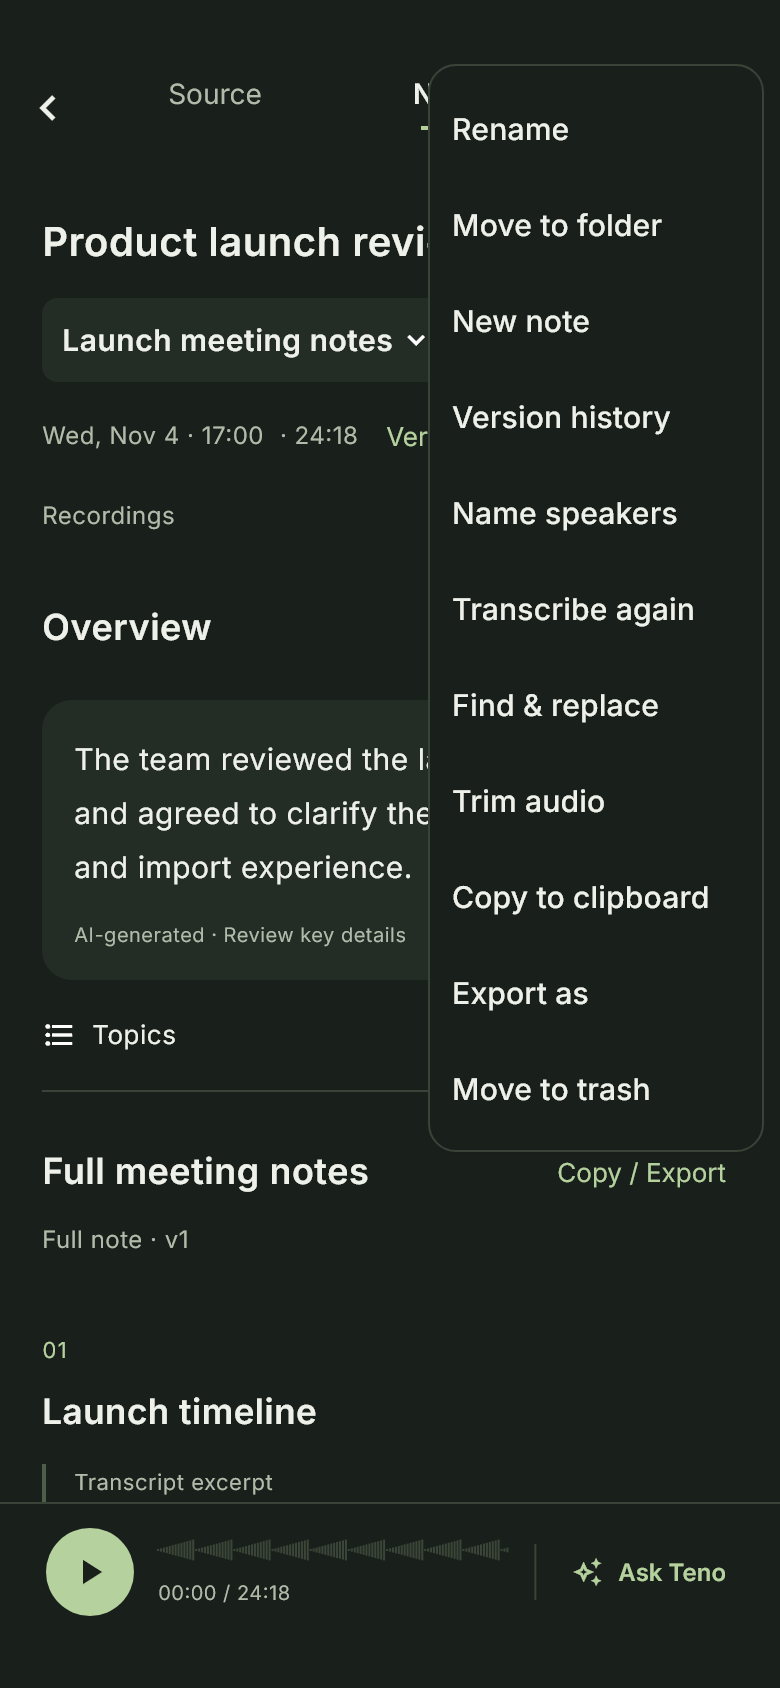 Source
Rename
Move to folder
Product launch
New note
Launch meeting notes
Version history
Wed, Nov 4 · 17:00 · 24:18
Recordings
Name speakers
Overview
Transcribe again
Find & replace
The team reviewed the
Trim audio
and agreed to clarify the
and import experience.
Copy to clipboard
AI-generated · Review key details
Export as
Topics
Move to trash
Full meeting notes
Copy / Export
Full note · v1
01
Launch timeline
Transcript excerpt
00:00 / 24:18
Ask Teno